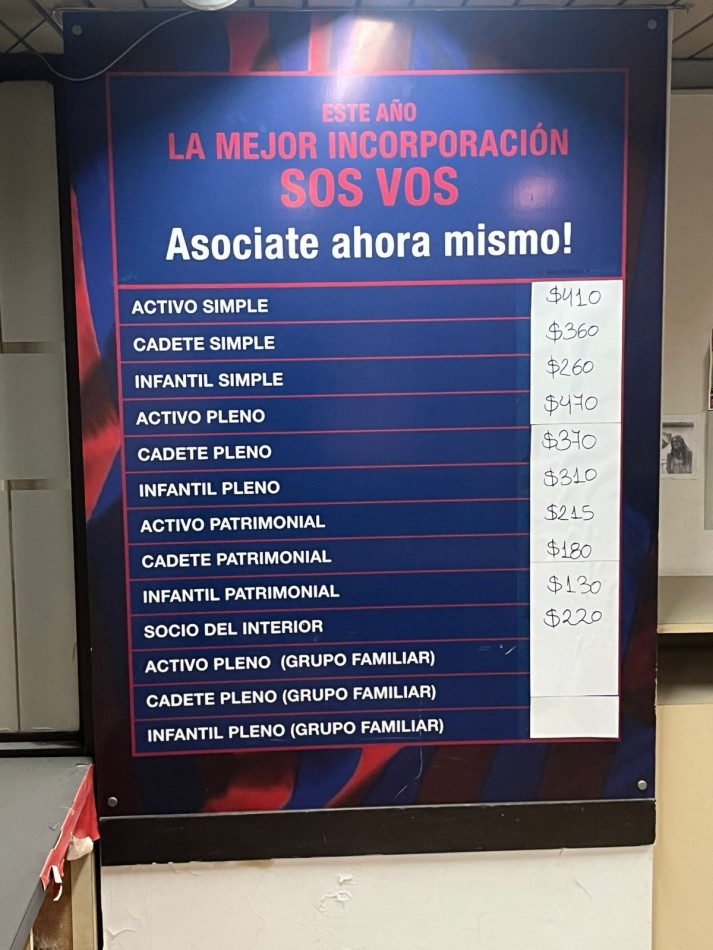 ESTE AÑO
LA MEJOR INCORPORACIÓN
SOS VOS
Asociate ahora mismo!
ACTIVO SIMPLE $410
CADETE SIMPLE $360
INFANTIL SIMPLE $260
ACTIVO PLENO $470
CADETE PLENO $370
INFANTIL PLENO $310
ACTIVO PATRIMONIAL $215
CADETE PATRIMONIAL $180
INFANTIL PATRIMONIAL $130
SOCIO DEL INTERIOR $220
ACTIVO PLENO (GRUPO FAMILIAR)
CADETE PLENO (GRUPO FAMILIAR)
INFANTIL PLENO (GRUPO FAMILIAR)